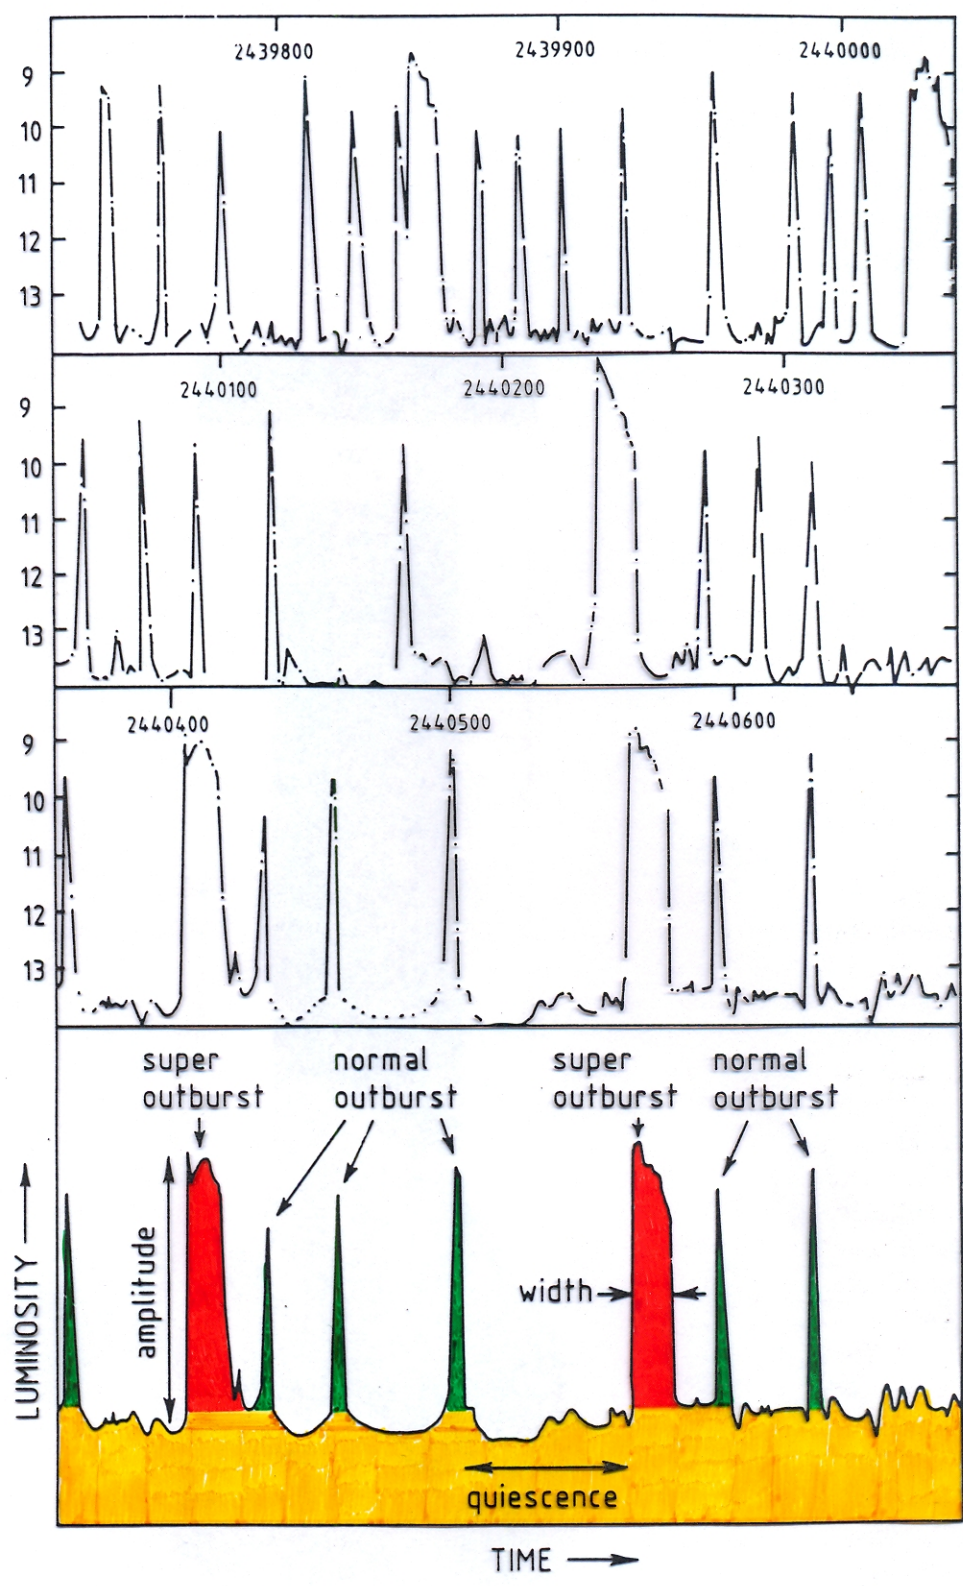 2439800 2439900 2440000
9
10
11
12
13
2440100 2440200 2440300
9
10
11
12
13
2440400 2440500 2440600
9
10
11
12
13
super normal super normal
outburst outburst outburst outburst
amplitude
width
LUMINOSITY
quiescence
TIME